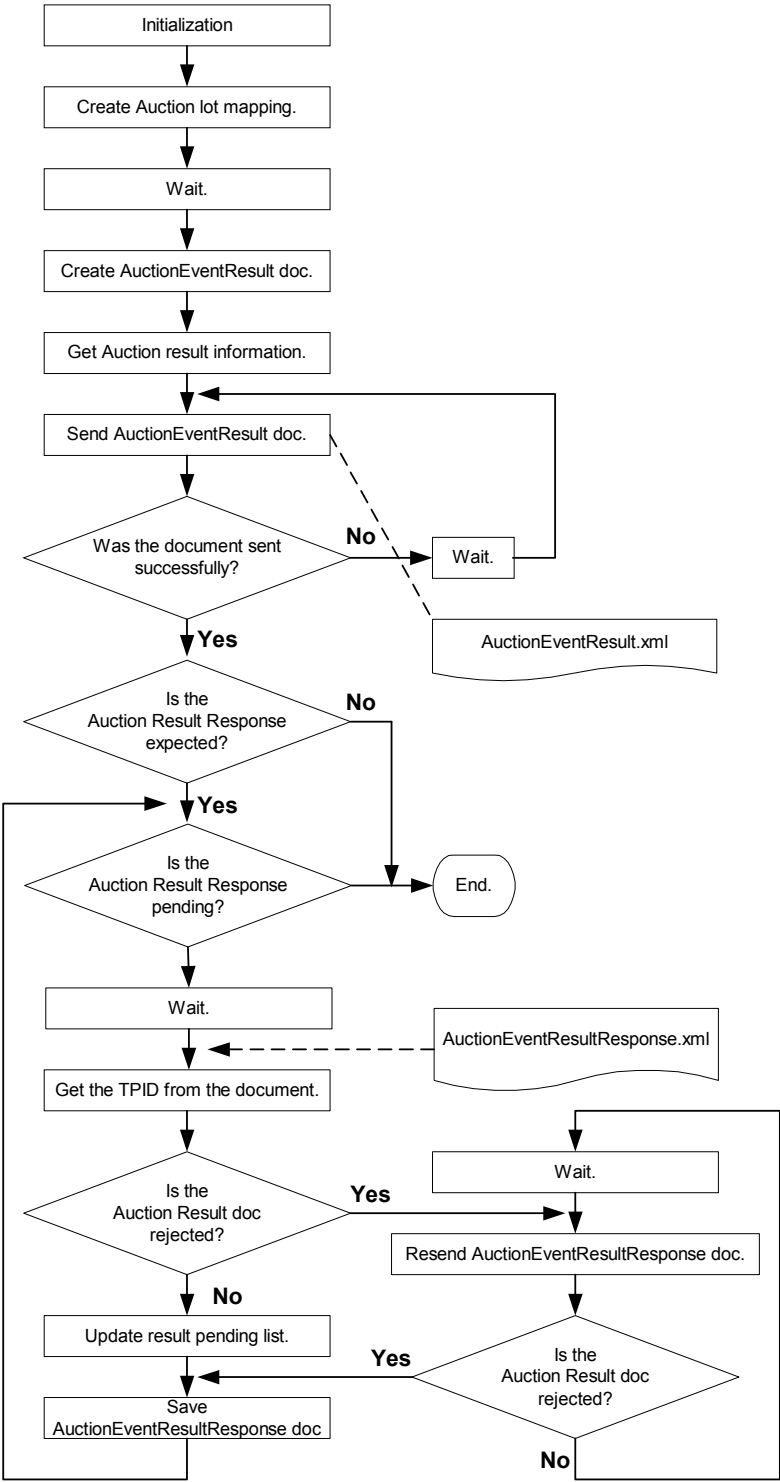 Initialization
Create Auction lot mapping.
Wait.
Create AuctionEventResult doc.
Get Auction result information.
Send AuctionEventResult doc.
Was the document sent
successfully?
No
Wait.
AuctionEventResult.xml
Yes
Is the
Auction Result Response
expected?
No
Yes
Is the
Auction Result Response
pending?
End.
Wait.
AuctionEventResultResponse.xml
Get the TPID from the document.
Is the
Auction Result doc
rejected?
Yes
Wait.
Resend AuctionEventResultResponse doc.
No
Update result pending list.
Yes
Is the
Auction Result doc
rejected?
Save
AuctionEventResultResponse doc
No